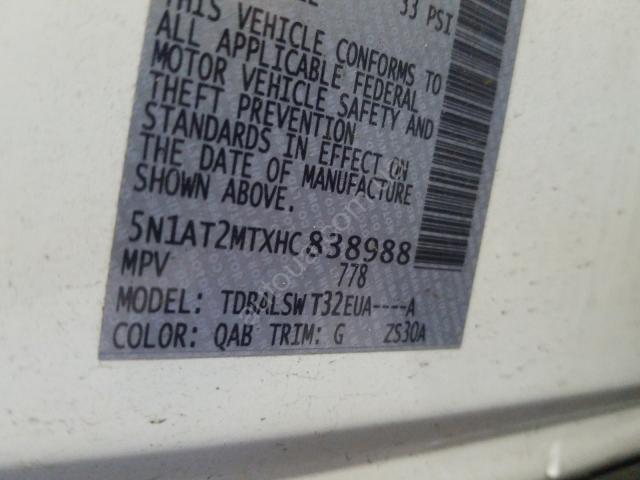 33 PSI
THIS VEHICLE CONFORMS TO
ALL APPLICABLE FEDERAL
MOTOR VEHICLE SAFETY AND
THEFT PREVENTION
STANDARDS IN EFFECT ON
THE DATE OF MANUFACTURE
SHOWN ABOVE.
5N1AT2MTXHC838988
MPV 778
MODEL: TDBALSWT32EUA----A
COLOR: QAB TRIM: G ZS30A